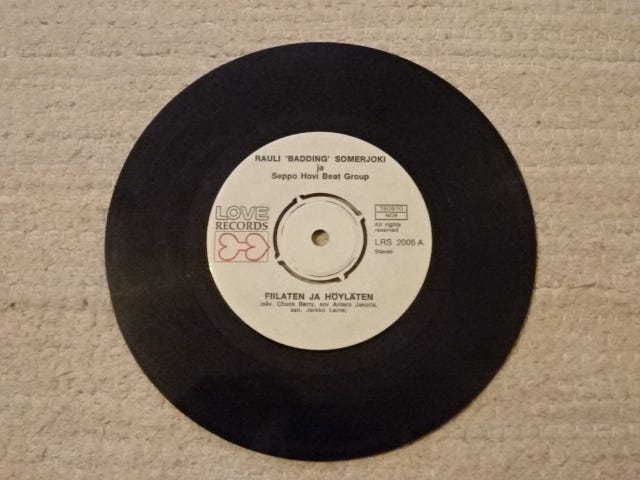 RAULI 'BADDING' SOMERJOKI
ja
Seppo Hovi Beat Group
LOVE
RECORDS
TEOSTO
NCB
All rights
reserved
LRS 2005 A
Stereo
FIILATEN JA HÖYLÄTEN
(säv. Chuck Berry, sov Antero Jakoila,
san. Jarkko Laine)